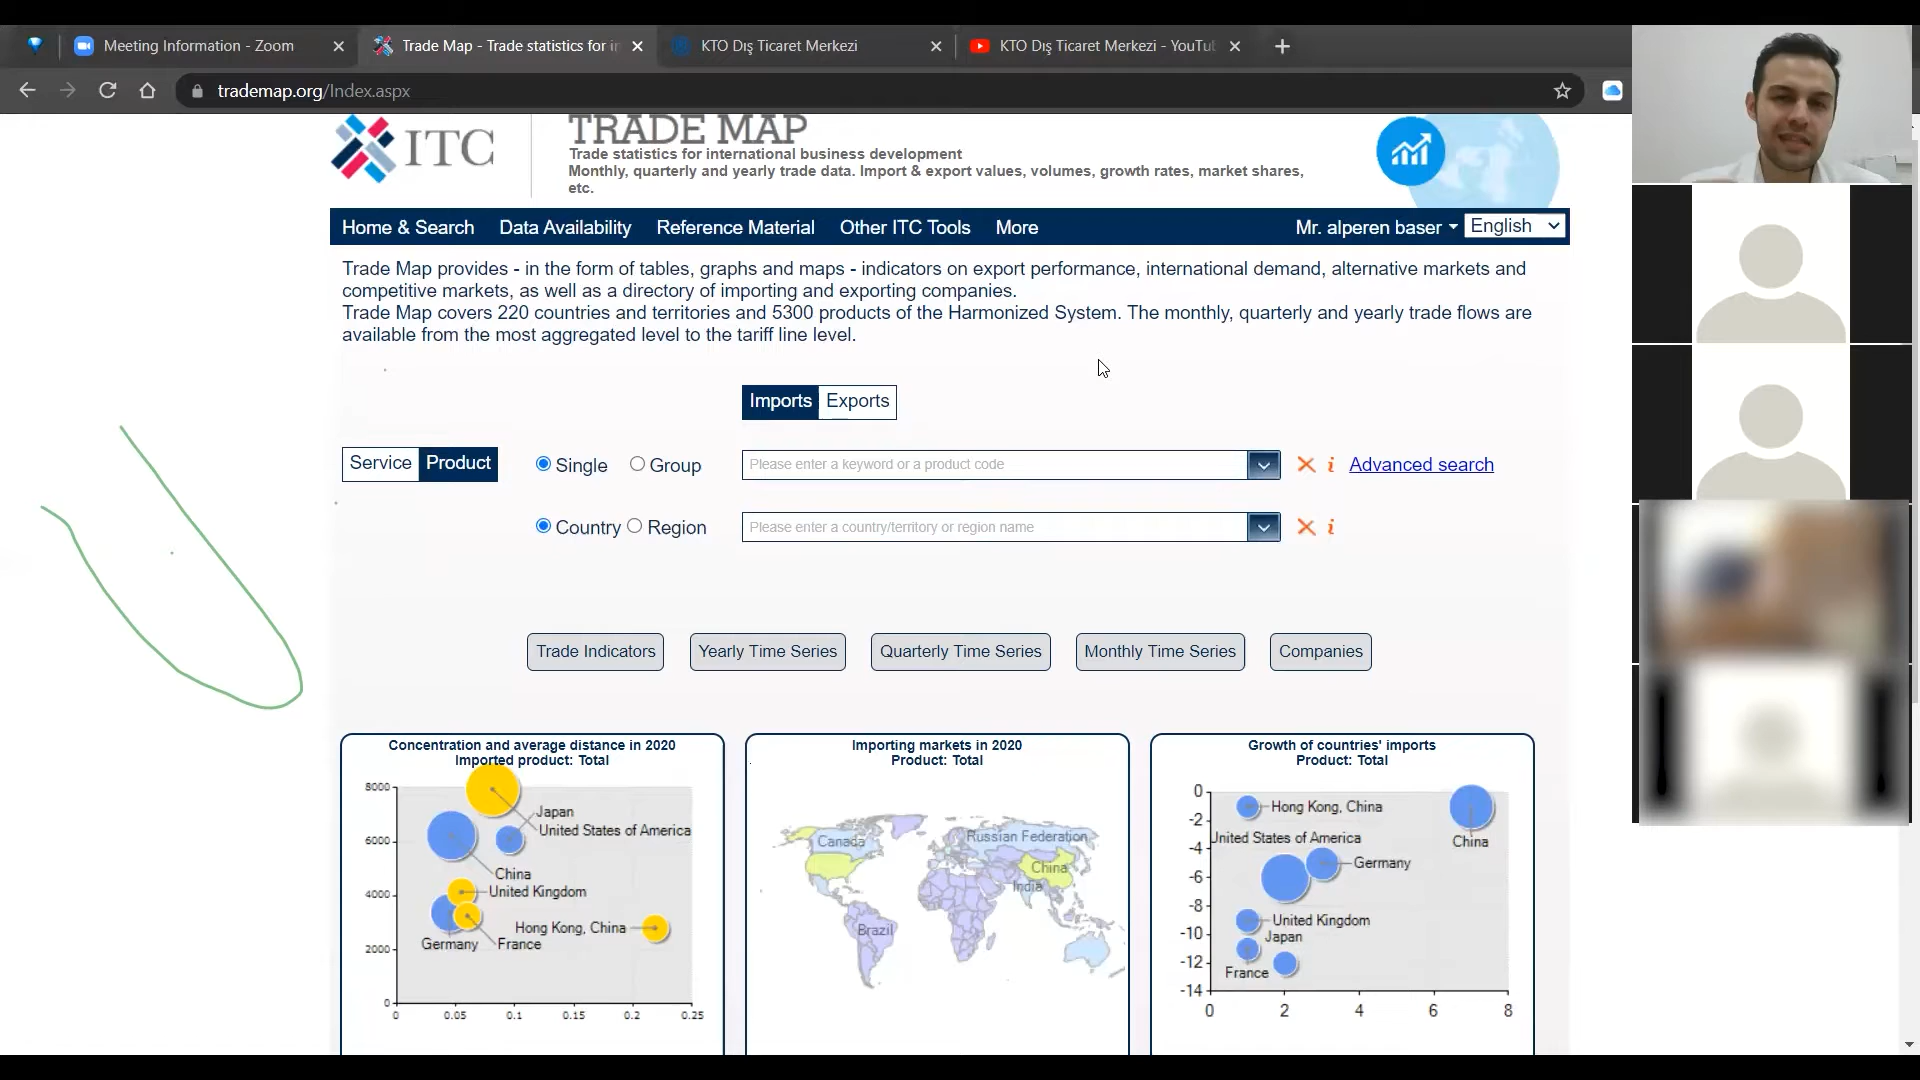 Meeting Information - Zoom
Trade Map - Trade statistics for in
KTO Dış Ticaret Merkezi
KTO Dış Ticaret Merkezi - YouTu
trademap.org/Index.aspx
ITC
TRADE MAP
Trade statistics for international business development
Monthly, quarterly and yearly trade data. Import & export values, volumes, growth rates, market shares,
etc.
Home & Search
Data Availability
Reference Material
Other ITC Tools
More
Mr. alperen baser
English
Trade Map provides - in the form of tables, graphs and maps - indicators on export performance, international demand, alternative markets and
competitive markets, as well as a directory of importing and exporting companies.
Trade Map covers 220 countries and territories and 5300 products of the Harmonized System. The monthly, quarterly and yearly trade flows are
available from the most aggregated level to the tariff line level.
Imports Exports
Service Product
Single
Group
Please enter a keyword or a product code
i
Advanced search
Country
Region
Please enter a country/territory or region name
i
Trade Indicators
Yearly Time Series
Quarterly Time Series
Monthly Time Series
Companies
Concentration and average distance in 2020
Imported product: Total
8000
6000
4000
2000
0
0 0.05 0.1 0.15 0.2 0.25
Japan
United States of America
China
United Kingdom
Hong Kong, China
Germany
France
Importing markets in 2020
Product: Total
Canada
Russian Federation
China
India
Brazil
Growth of countries' imports
Product: Total
0
-2
-4
-6
-8
-10
-12
-14
0 2 4 6 8
Hong Kong, China
United States of America
China
Germany
United Kingdom
Japan
France